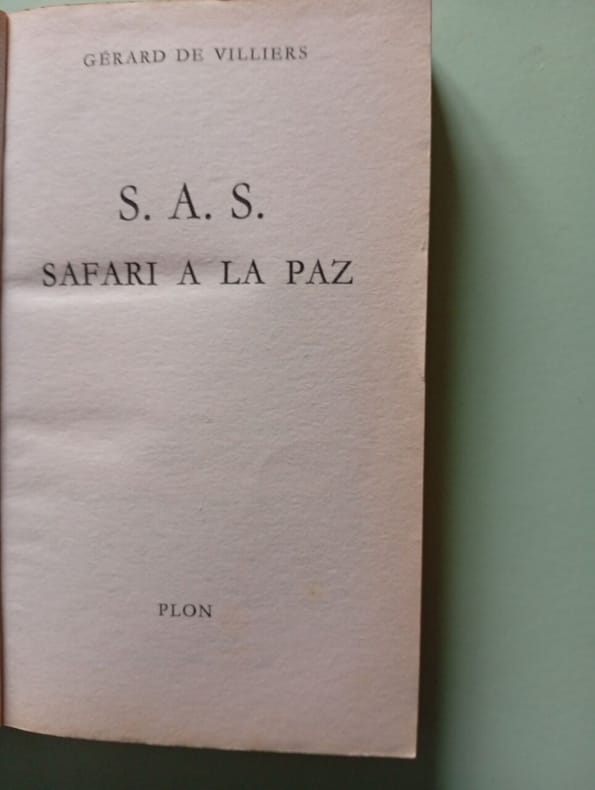 GÉRARD DE VILLIERS
S. A. S.
SAFARI A LA PAZ
PLON